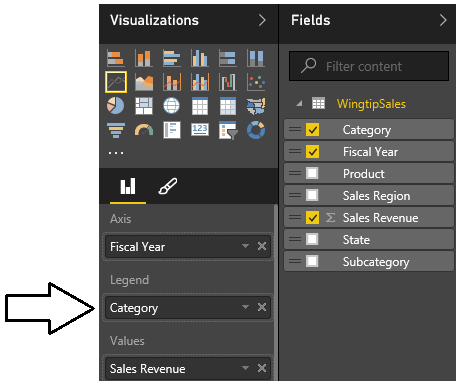 Visualizations
Fields
Filter content
WingtipSales
Category
Fiscal Year
Product
Sales Region
Σ Sales Revenue
State
Subcategory
123
...
Axis
Fiscal Year
Legend
Category
Values
Sales Revenue